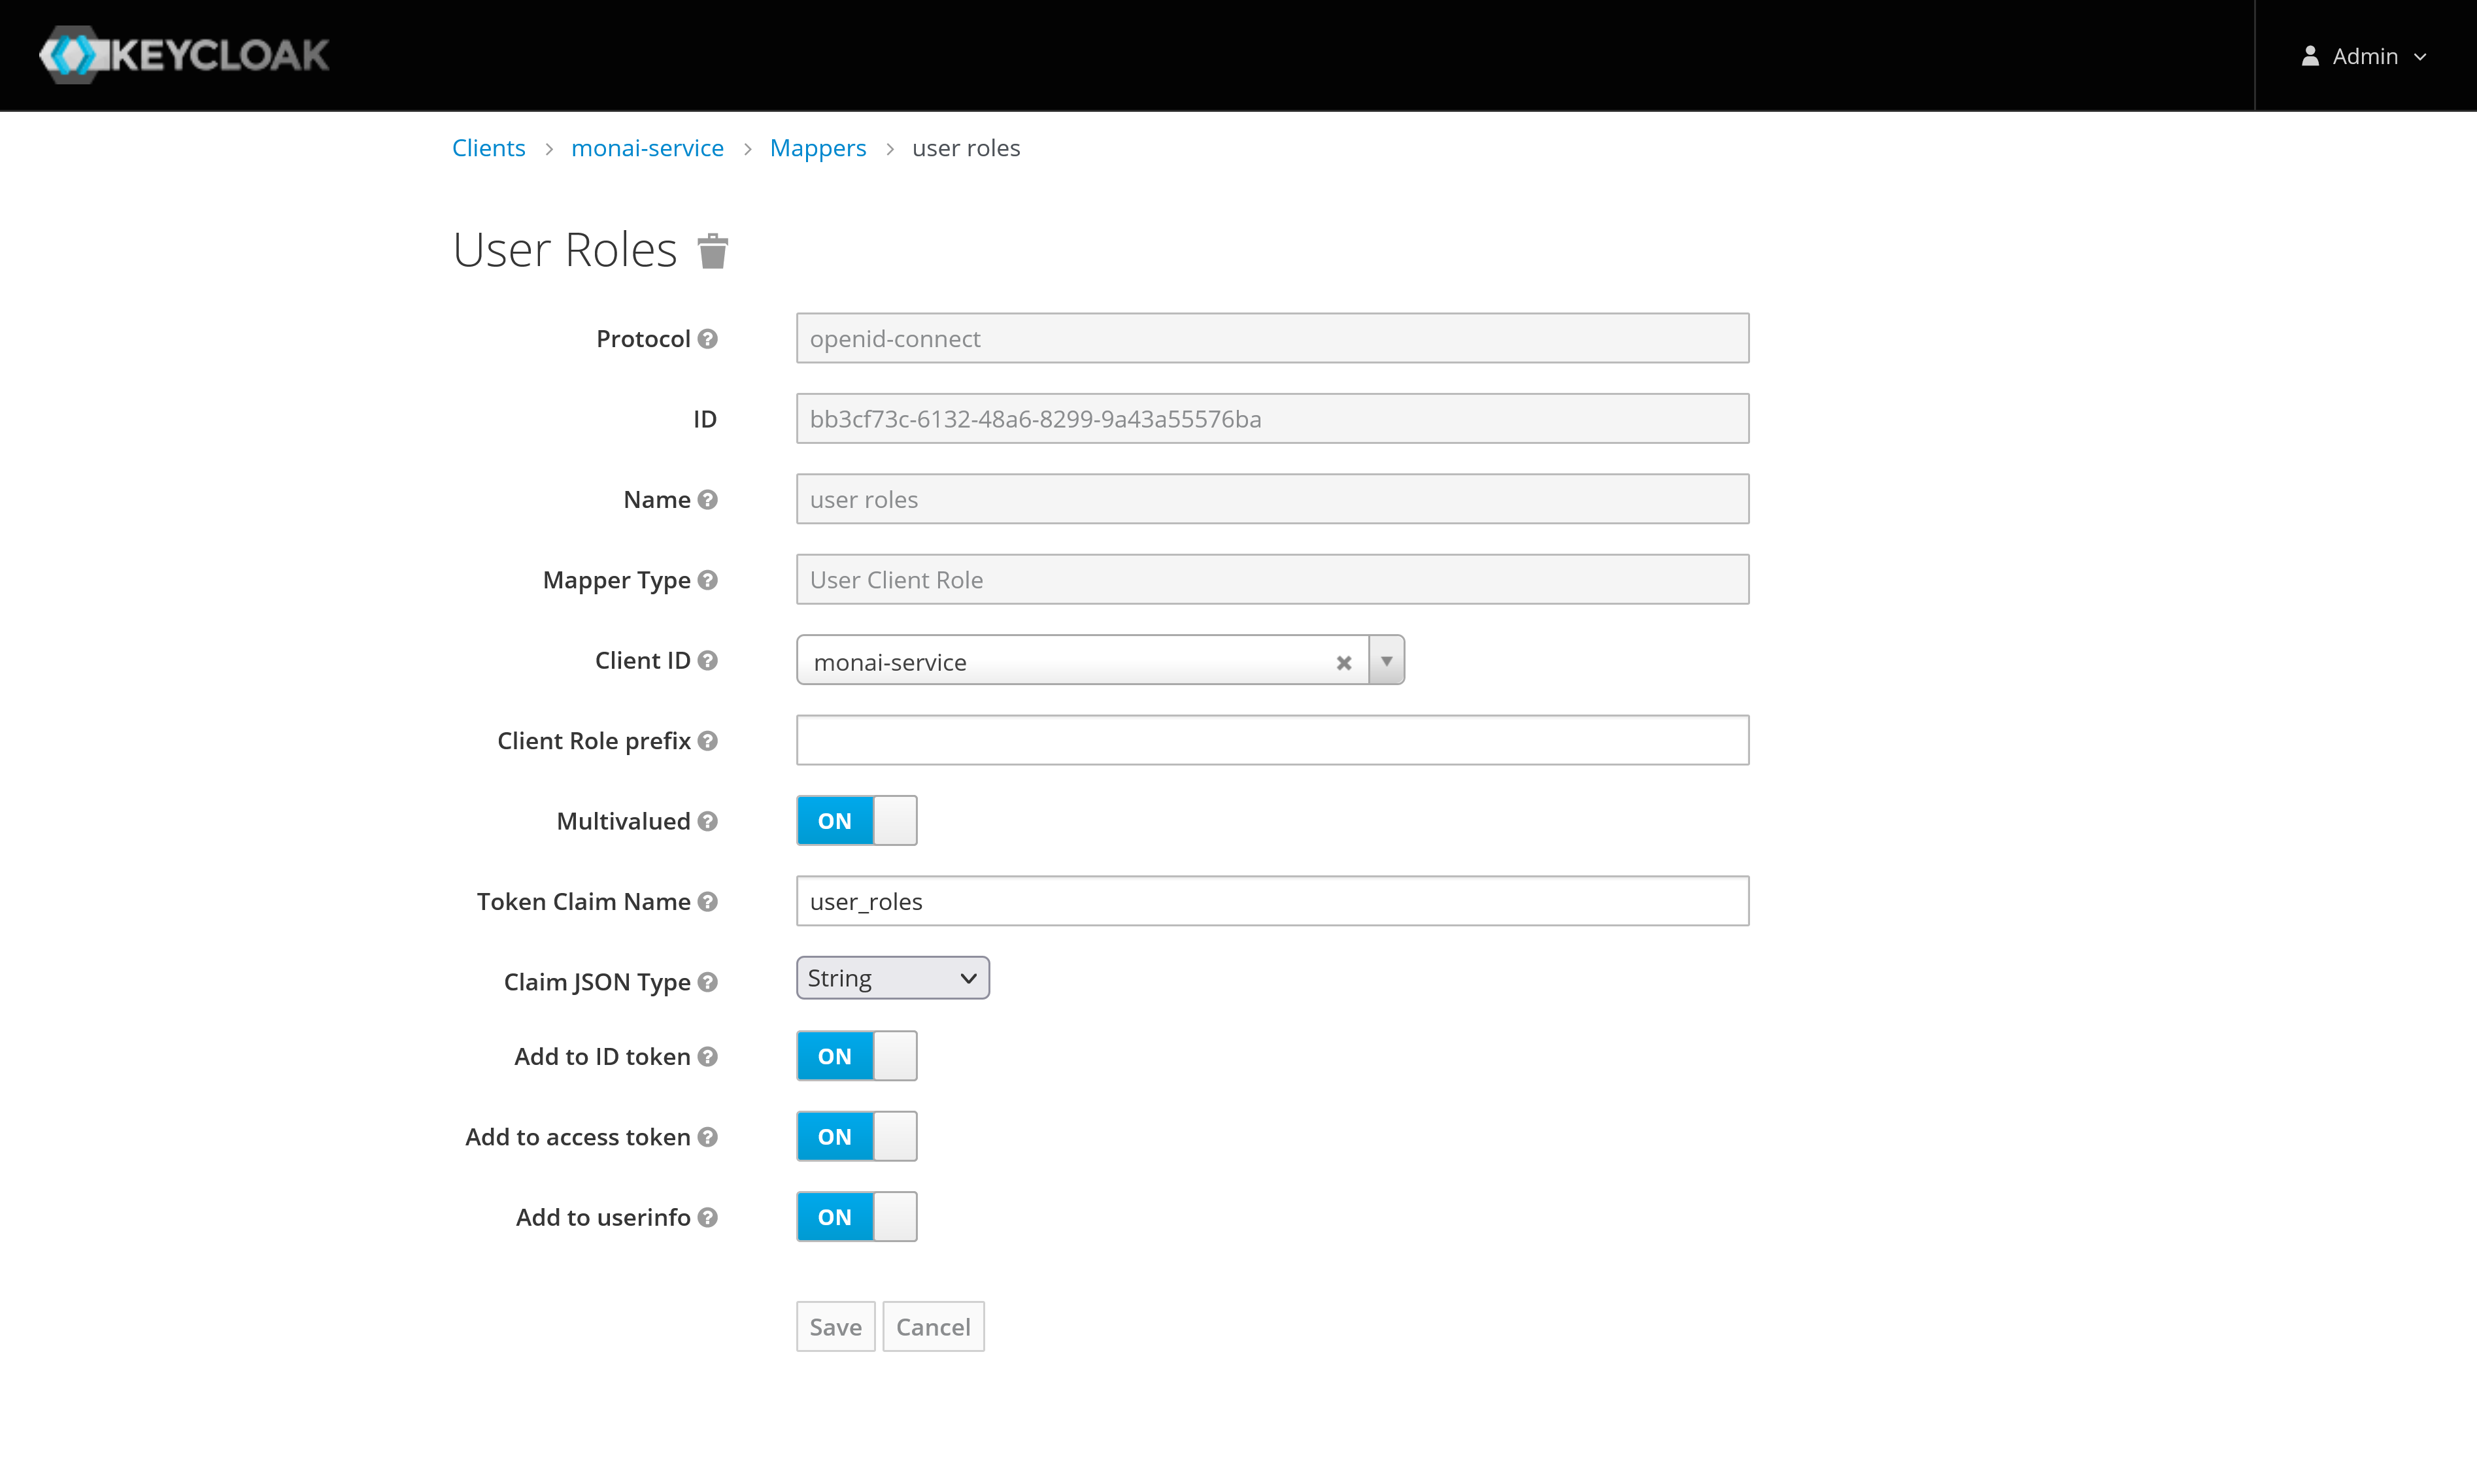 KEYCLOAK
Admin
Clients > monai-service > Mappers > user roles
User Roles
Protocol openid-connect
ID bb3cf73c-6132-48a6-8299-9a43a55576ba
Name user roles
Mapper Type User Client Role
Client ID monai-service
Client Role prefix
Multivalued ON
Token Claim Name user_roles
Claim JSON Type String
Add to ID token ON
Add to access token ON
Add to userinfo ON
Save Cancel